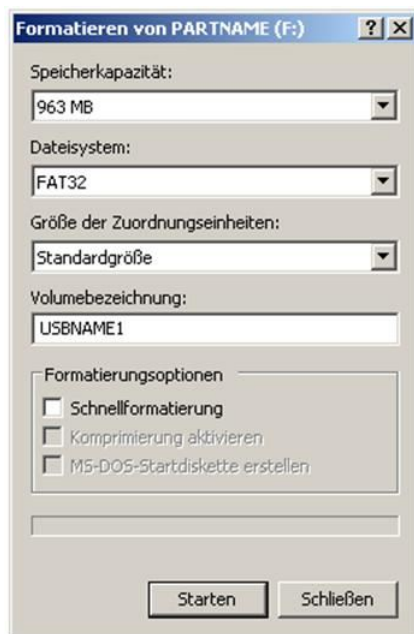 Formatieren von PARTNAME (F:)
Speicherkapazität:
963 MB
Dateisystem:
FAT32
Größe der Zuordnungseinheiten:
Standardgröße
Volumebezeichnung:
USBNAME1
Formatierungsoptionen
Schnellformatierung
Komprimierung aktivieren
MS-DOS-Startdiskette erstellen
Starten Schließen